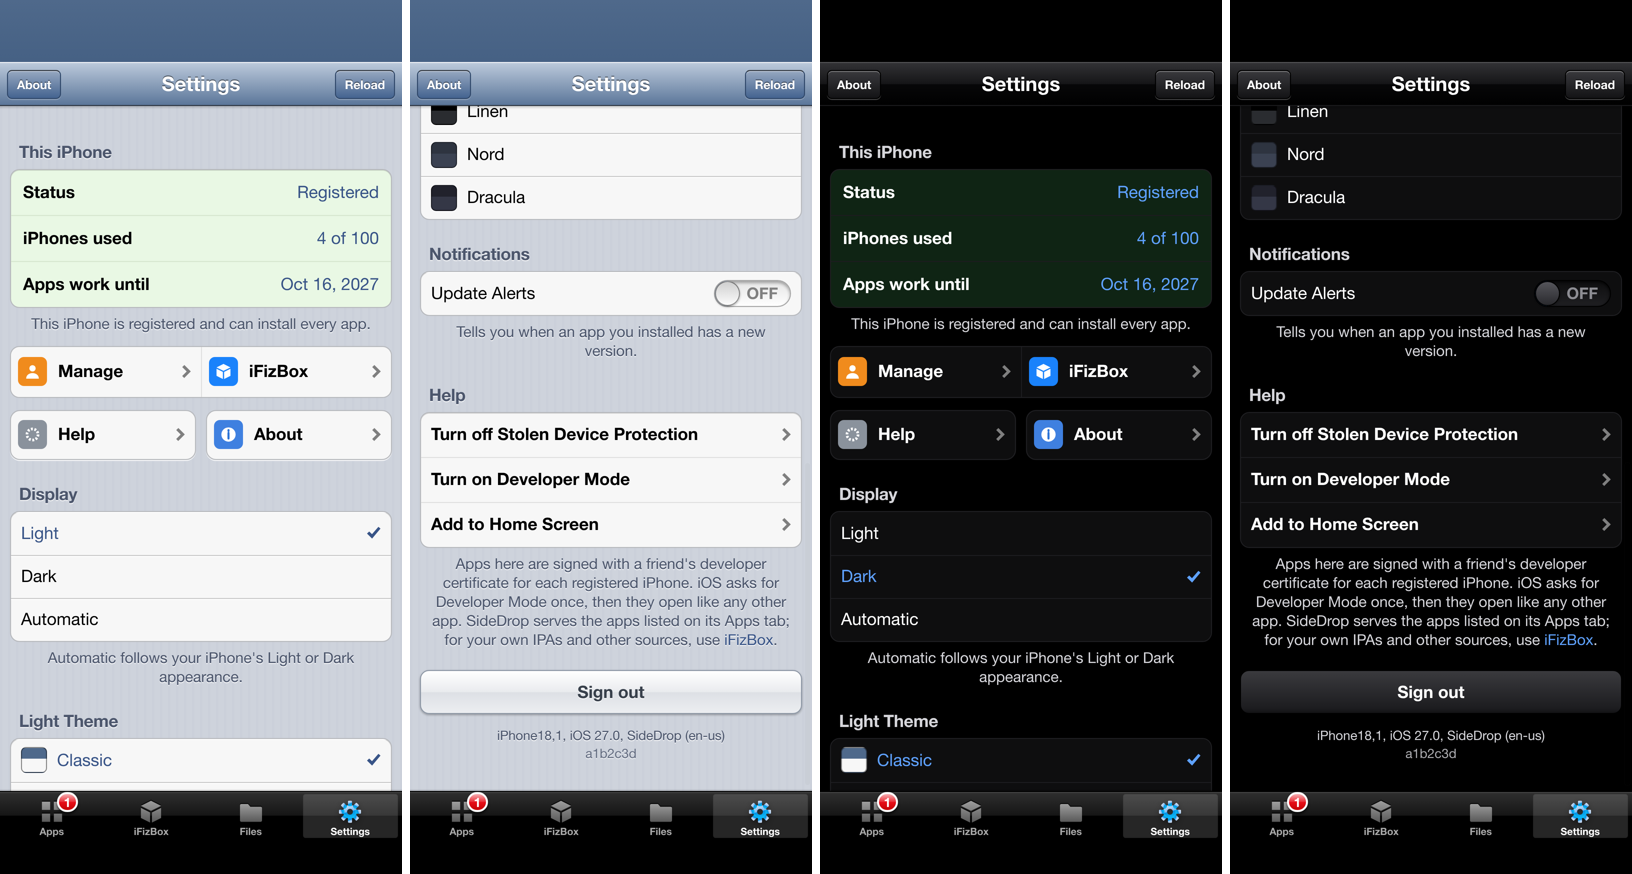 About
Settings
Reload
This iPhone
Status
Registered
iPhones used
4 of 100
Apps work until
Oct 16, 2027
This iPhone is registered and can install every app.
Manage
iFizBox
Help
About
Display
Light
Dark
Automatic
Automatic follows your iPhone's Light or Dark
appearance.
Light Theme
Classic
1
Apps
iFizBox
Files
Settings
About
Settings
Reload
Linen
Nord
Dracula
Notifications
Update Alerts
OFF
Tells you when an app you installed has a new
version.
Help
Turn off Stolen Device Protection
Turn on Developer Mode
Add to Home Screen
Apps here are signed with a friend's developer
certificate for each registered iPhone. iOS asks for
Developer Mode once, then they open like any other
app. SideDrop serves the apps listed on its Apps tab;
for your own IPAs and other sources, use iFizBox.
Sign out
iPhone18,1, iOS 27.0, SideDrop (en-us)
a1b2c3d
1
Apps
iFizBox
Files
Settings
About
Settings
Reload
This iPhone
Status
Registered
iPhones used
4 of 100
Apps work until
Oct 16, 2027
This iPhone is registered and can install every app.
Manage
iFizBox
Help
About
Display
Light
Dark
Automatic
Automatic follows your iPhone's Light or Dark
appearance.
Light Theme
Classic
1
Apps
iFizBox
Files
Settings
About
Settings
Reload
Linen
Nord
Dracula
Notifications
Update Alerts
OFF
Tells you when an app you installed has a new
version.
Help
Turn off Stolen Device Protection
Turn on Developer Mode
Add to Home Screen
Apps here are signed with a friend's developer
certificate for each registered iPhone. iOS asks for
Developer Mode once, then they open like any other
app. SideDrop serves the apps listed on its Apps tab;
for your own IPAs and other sources, use iFizBox.
Sign out
iPhone18,1, iOS 27.0, SideDrop (en-us)
a1b2c3d
1
Apps
iFizBox
Files
Settings